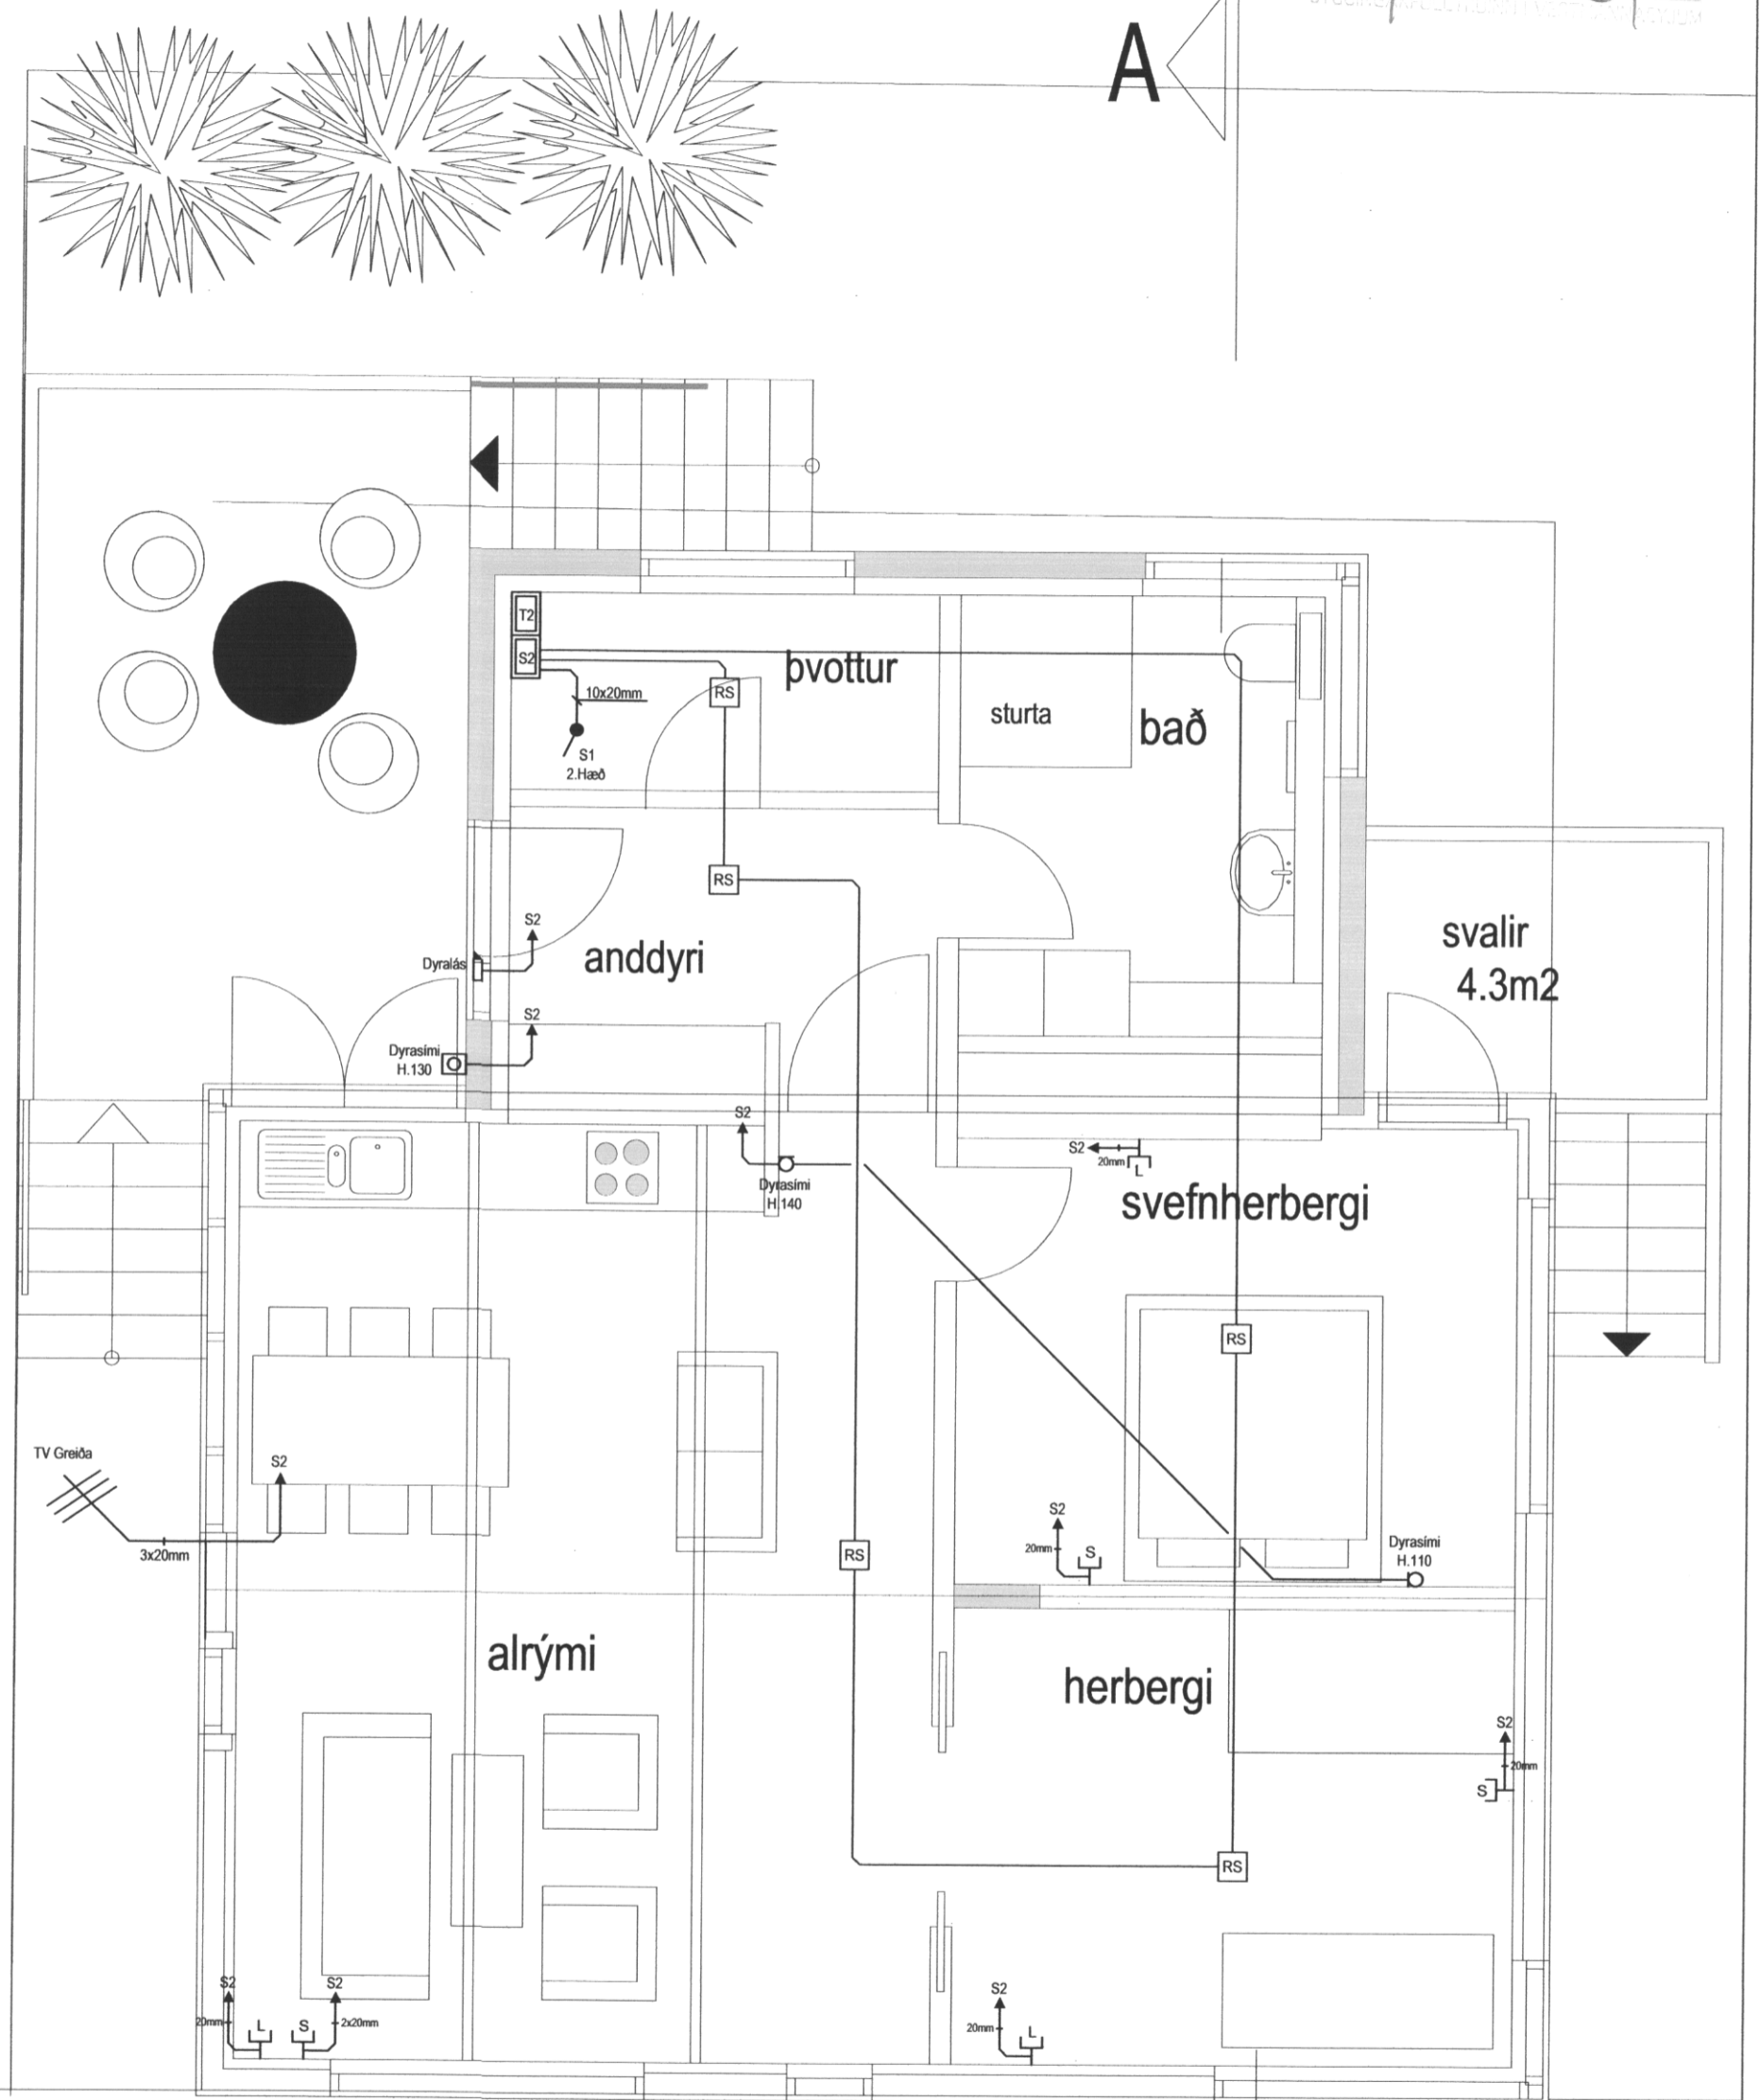 A
T2
S2
þvottur
RS
10x20mm
sturta
bað
S1
2.Hæð
RS
S2
Dyralás
anddyri
svalir
4.3m2
S2
Dyrasími
H.130
S2
S2
20mm
L
Dyrasími
H.140
svefnherbergi
RS
TV Greiða
S2
3x20mm
S2
20mm
S
Dyrasími
H.110
RS
alrými
herbergi
S2
20mm
S
RS
S2
20mm
L
S
S2
2x20mm
S2
20mm
L